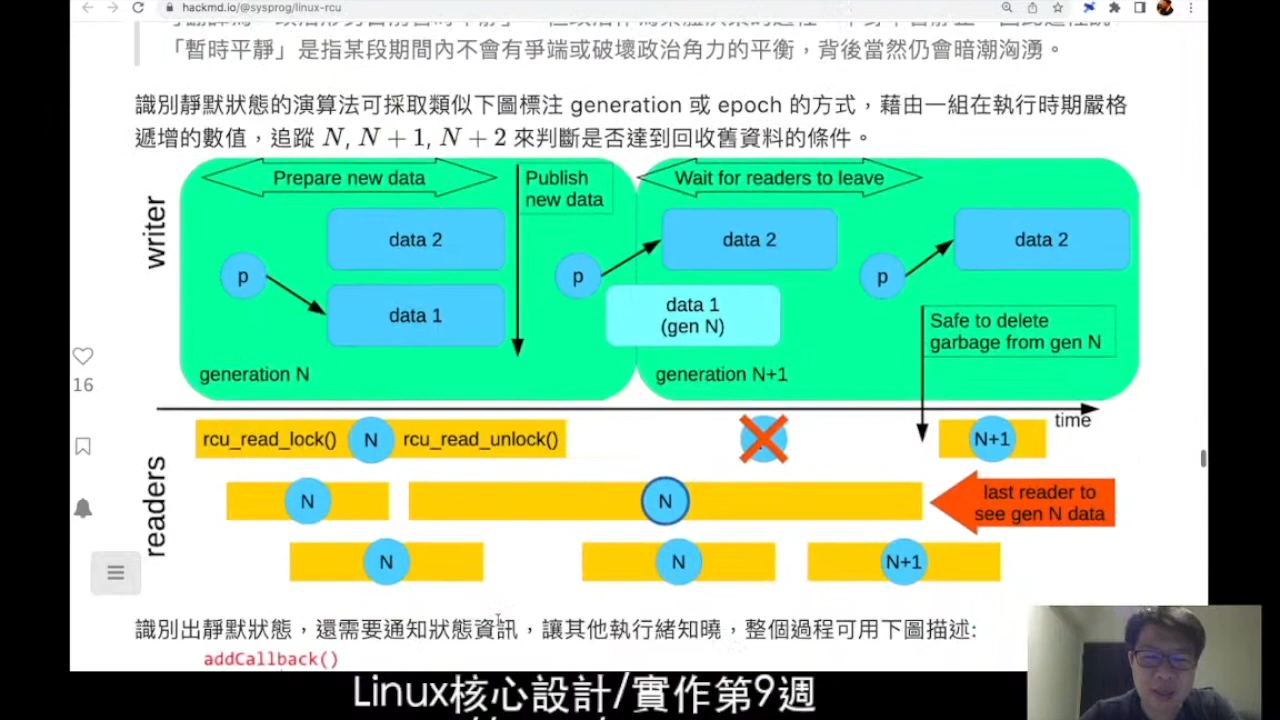 hackmd.io/@sysprog/linux-rcu
「暫時平靜」是指某段期間內不會有爭端或破壞政治角力的平衡，背後當然仍會暗潮洶湧。
識別靜默狀態的演算法可採取類似下圖標注 generation 或 epoch 的方式，藉由一組在執行時期嚴格
遞增的數值，追蹤 N, N + 1, N + 2 來判斷是否達到回收舊資料的條件。
Prepare new data
Publish
new data
Wait for readers to leave
writer
data 2
data 2
data 2
p
p
p
data 1
data 1
(gen N)
Safe to delete
garbage from gen N
generation N
generation N+1
16
time
rcu_read_lock()
N
rcu_read_unlock()
N+1
readers
N
N
last reader to
see gen N data
N
N
N+1
識別出靜默狀態，還需要通知狀態資訊，讓其他執行緒知曉，整個過程可用下圖描述:
addCallback()
Linux核心設計/實作第9週